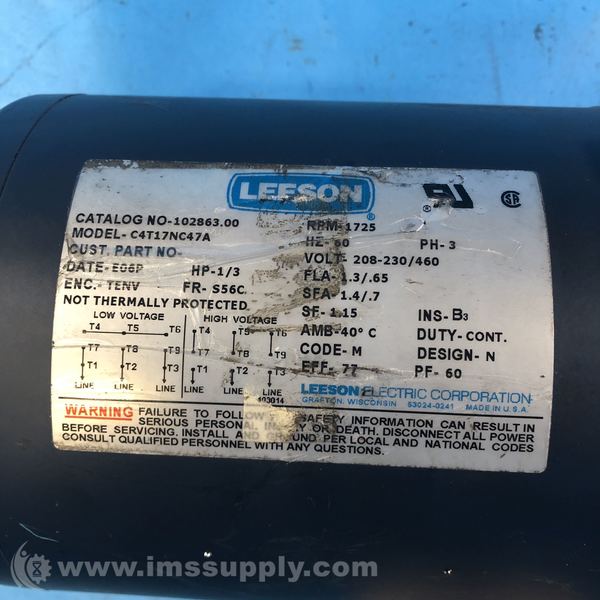 LEESON
®
CATALOG NO-102863.00
MODEL- C4T17NC47A
CUST. PART NO-
DATE- E06P HP-1/3
ENC.- TENV FR- S56C
NOT THERMALLY PROTECTED
RPM-1725
HZ- 60 PH- 3
VOLT- 208-230/460
FLA- 1.3/.65
SFA- 1.4/.7
SF- 1.15 INS- B3
AMB-40° C DUTY- CONT.
CODE- M DESIGN- N
EFF- 77 PF- 60
LOW VOLTAGE HIGH VOLTAGE
T4 T5 T6 T4 T5 T6
T7 T8 T9 T7 T8 T9
T1 T2 T3 T1 T2 T3
LINE LINE LINE LINE LINE LINE
103014
LEESON ELECTRIC CORPORATION
GRAFTON, WISCONSIN 53024-0241 MADE IN U.S.A.
WARNING FAILURE TO FOLLOW SAFETY INFORMATION CAN RESULT IN
SERIOUS PERSONAL INJURY OR DEATH. DISCONNECT ALL POWER
BEFORE SERVICING. INSTALL AND GROUND PER LOCAL AND NATIONAL CODES
CONSULT QUALIFIED PERSONNEL WITH ANY QUESTIONS.
© www.imssupply.com